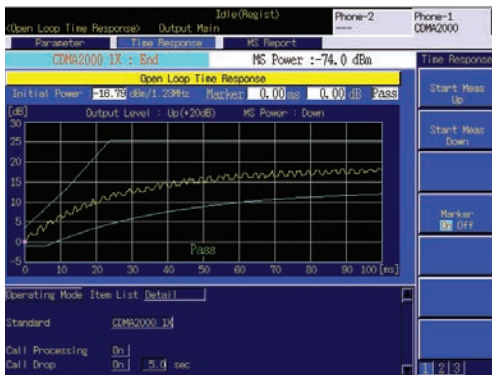 Idle(Regist)
<Open Loop Time Response> Output Main
Phone-2
----
Phone-1
CDMA2000
Parameter Time Response MS Report
CDMA2000 1X : End MS Power :-74.0 dBm
Time Response
Open Loop Time Response
Initial Power :-16.79 dBm/1.23MHz Marker 0.00 ms 0.00 dB Pass
[dB] Output Level : Up(+20dB) MS Power : Down
30
25
20
15
10
5
0
-5
Pass
0 10 20 30 40 50 60 70 80 90 100 [ms]
Start Meas
Up
Start Meas
Down
Marker
On Off
Operating Mode Item List Detail
Standard CDMA2000 1X
Call Processing On
Call Drop On 5.0 sec
1 2 3